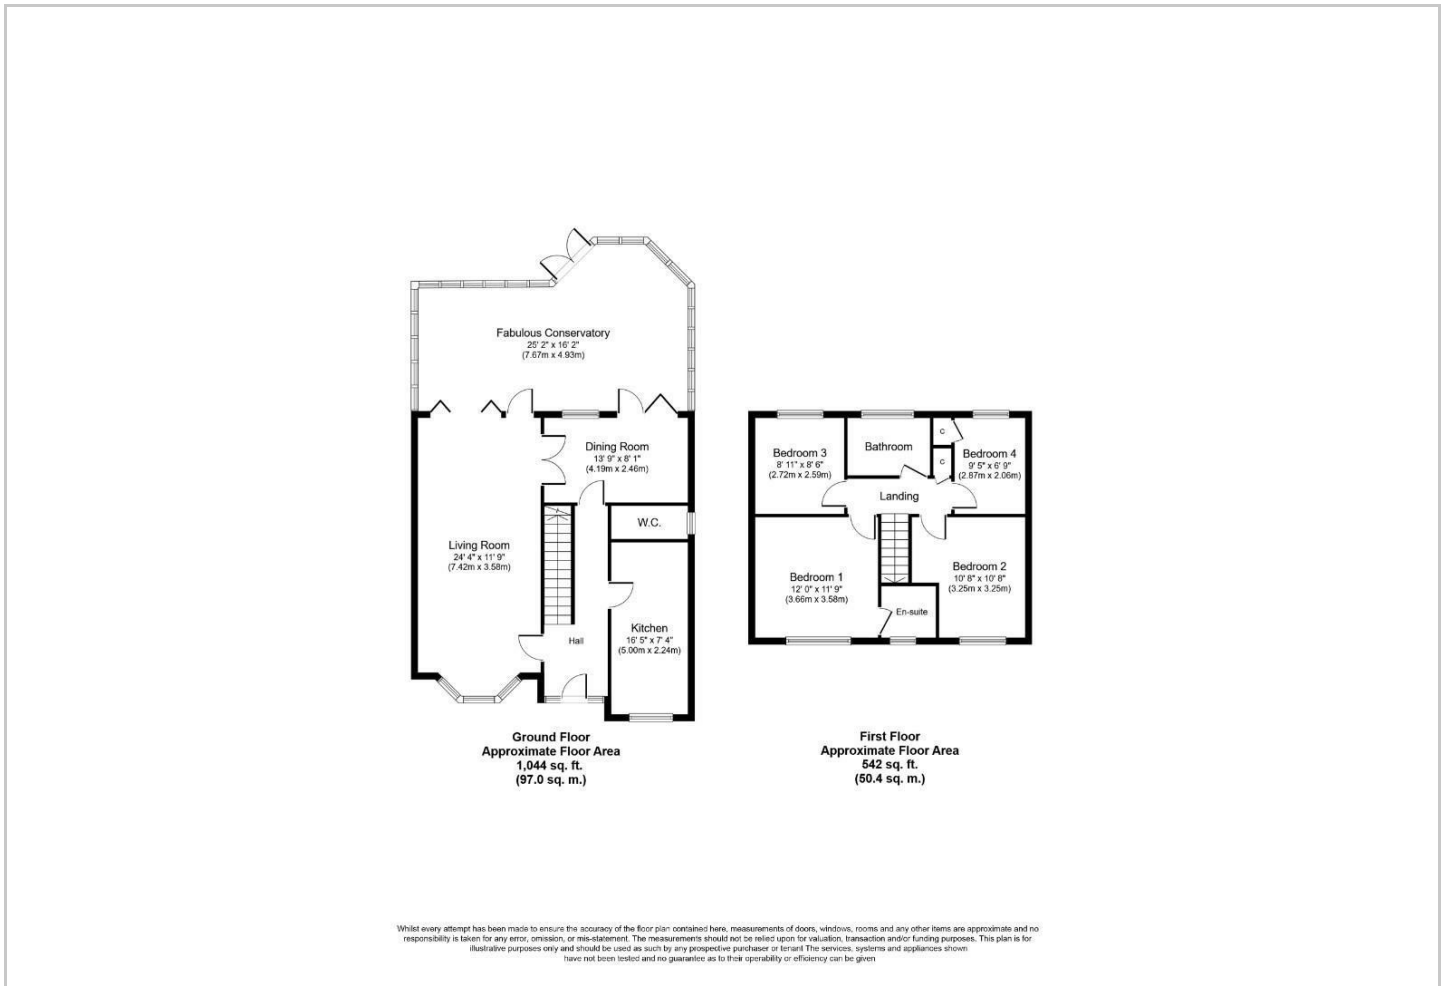 Fabulous Conservatory
25' 2" x 16' 2"
(7.67m x 4.93m)
Dining Room
13' 9" x 8' 1"
(4.19m x 2.46m)
W.C.
Living Room
24' 4" x 11' 9"
(7.42m x 3.58m)
Kitchen
16' 5" x 7' 4"
(5.00m x 2.24m)
Hall
Ground Floor
Approximate Floor Area
1,044 sq. ft.
(97.0 sq. m.)
Bedroom 3
8' 11" x 8' 6"
(2.72m x 2.59m)
Bathroom
C
C
Bedroom 4
9' 5" x 6' 9"
(2.87m x 2.06m)
Landing
Bedroom 1
12' 0" x 11' 9"
(3.66m x 3.58m)
Bedroom 2
10' 8" x 10' 8"
(3.25m x 3.25m)
En-suite
First Floor
Approximate Floor Area
542 sq. ft.
(50.4 sq. m.)
Whilst every attempt has been made to ensure the accuracy of the floor plan contained here, measurements of doors, windows, rooms and any other items are approximate and no
responsibility is taken for any error, omission, or mis-statement. The measurements should not be relied upon for valuation, transaction and/or funding purposes. This plan is for
illustrative purposes only and should be used as such by any prospective purchaser or tenant The services, systems and appliances shown
have not been tested and no guarantee as to their operability or efficiency can be given